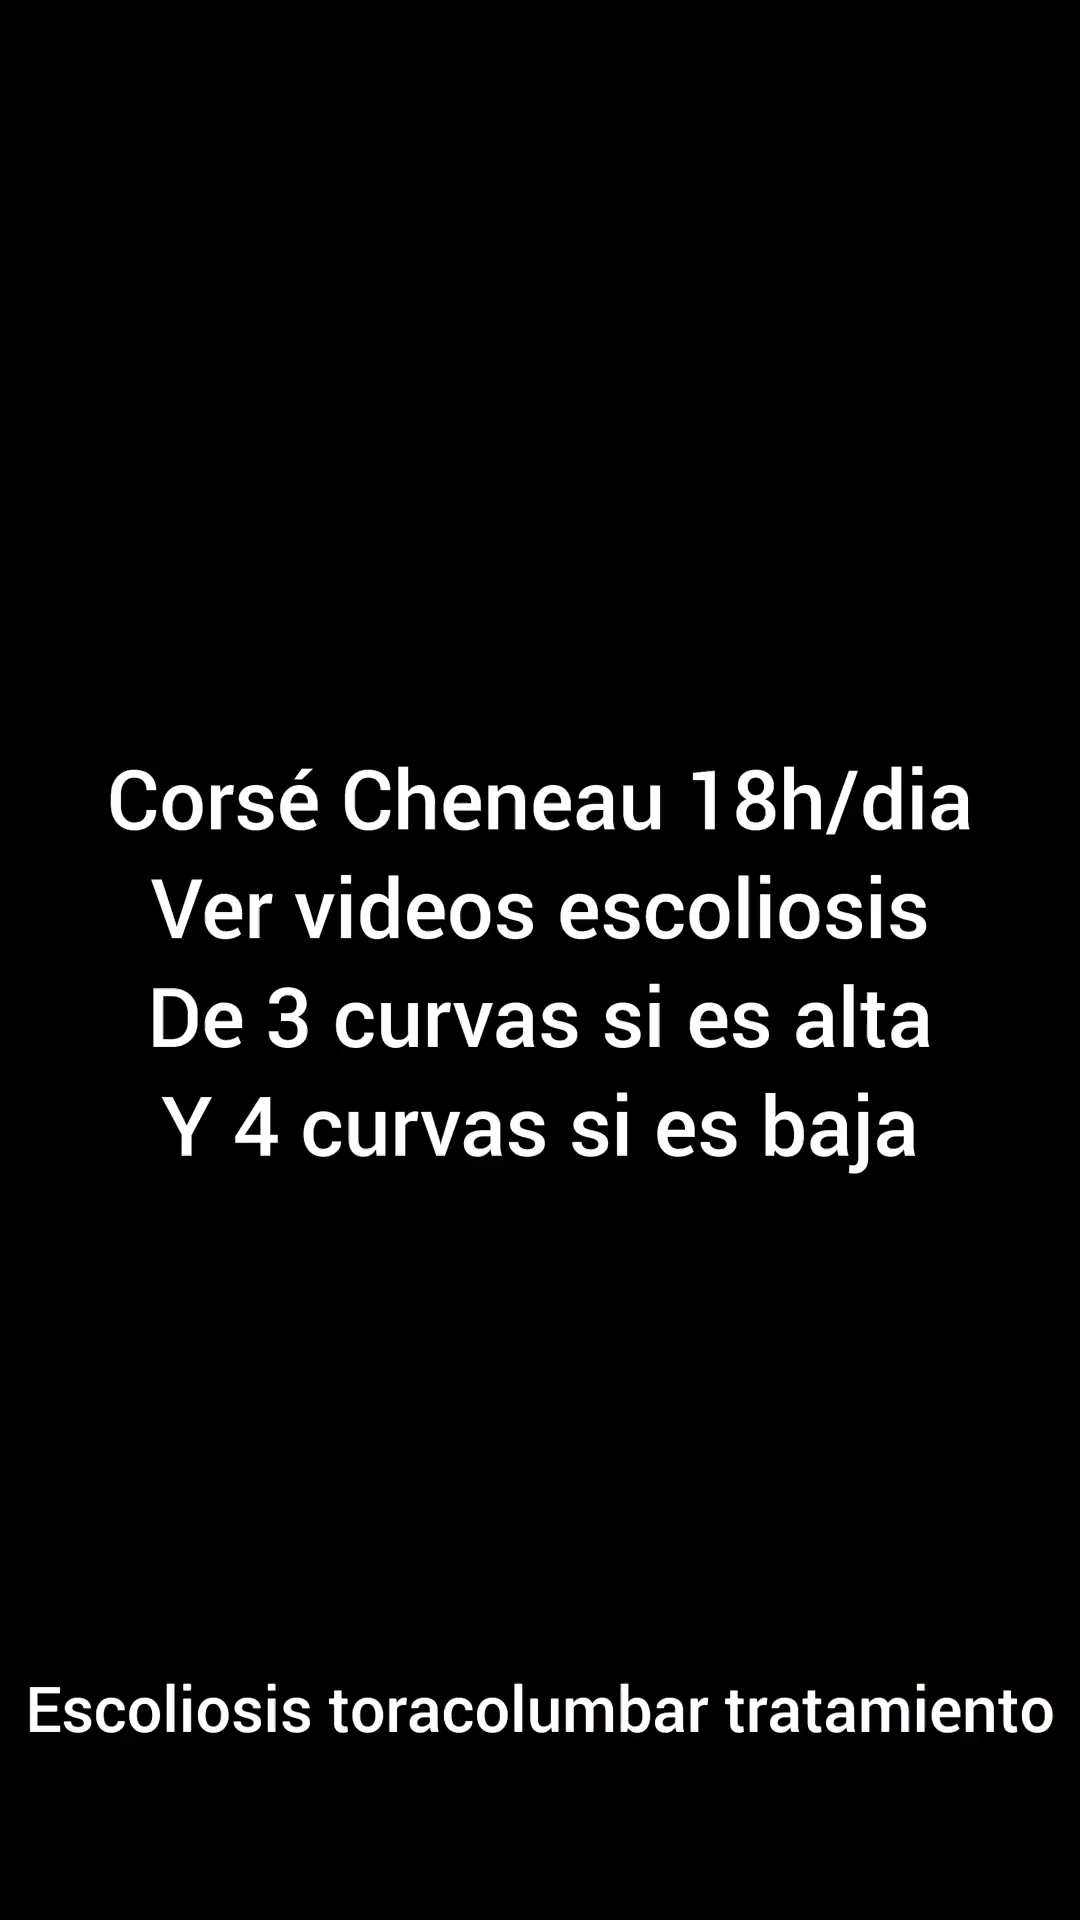 Corsé Cheneau 18h/dia
Ver videos escoliosis
De 3 curvas si es alta
Y 4 curvas si es baja
Escoliosis toracolumbar tratamiento